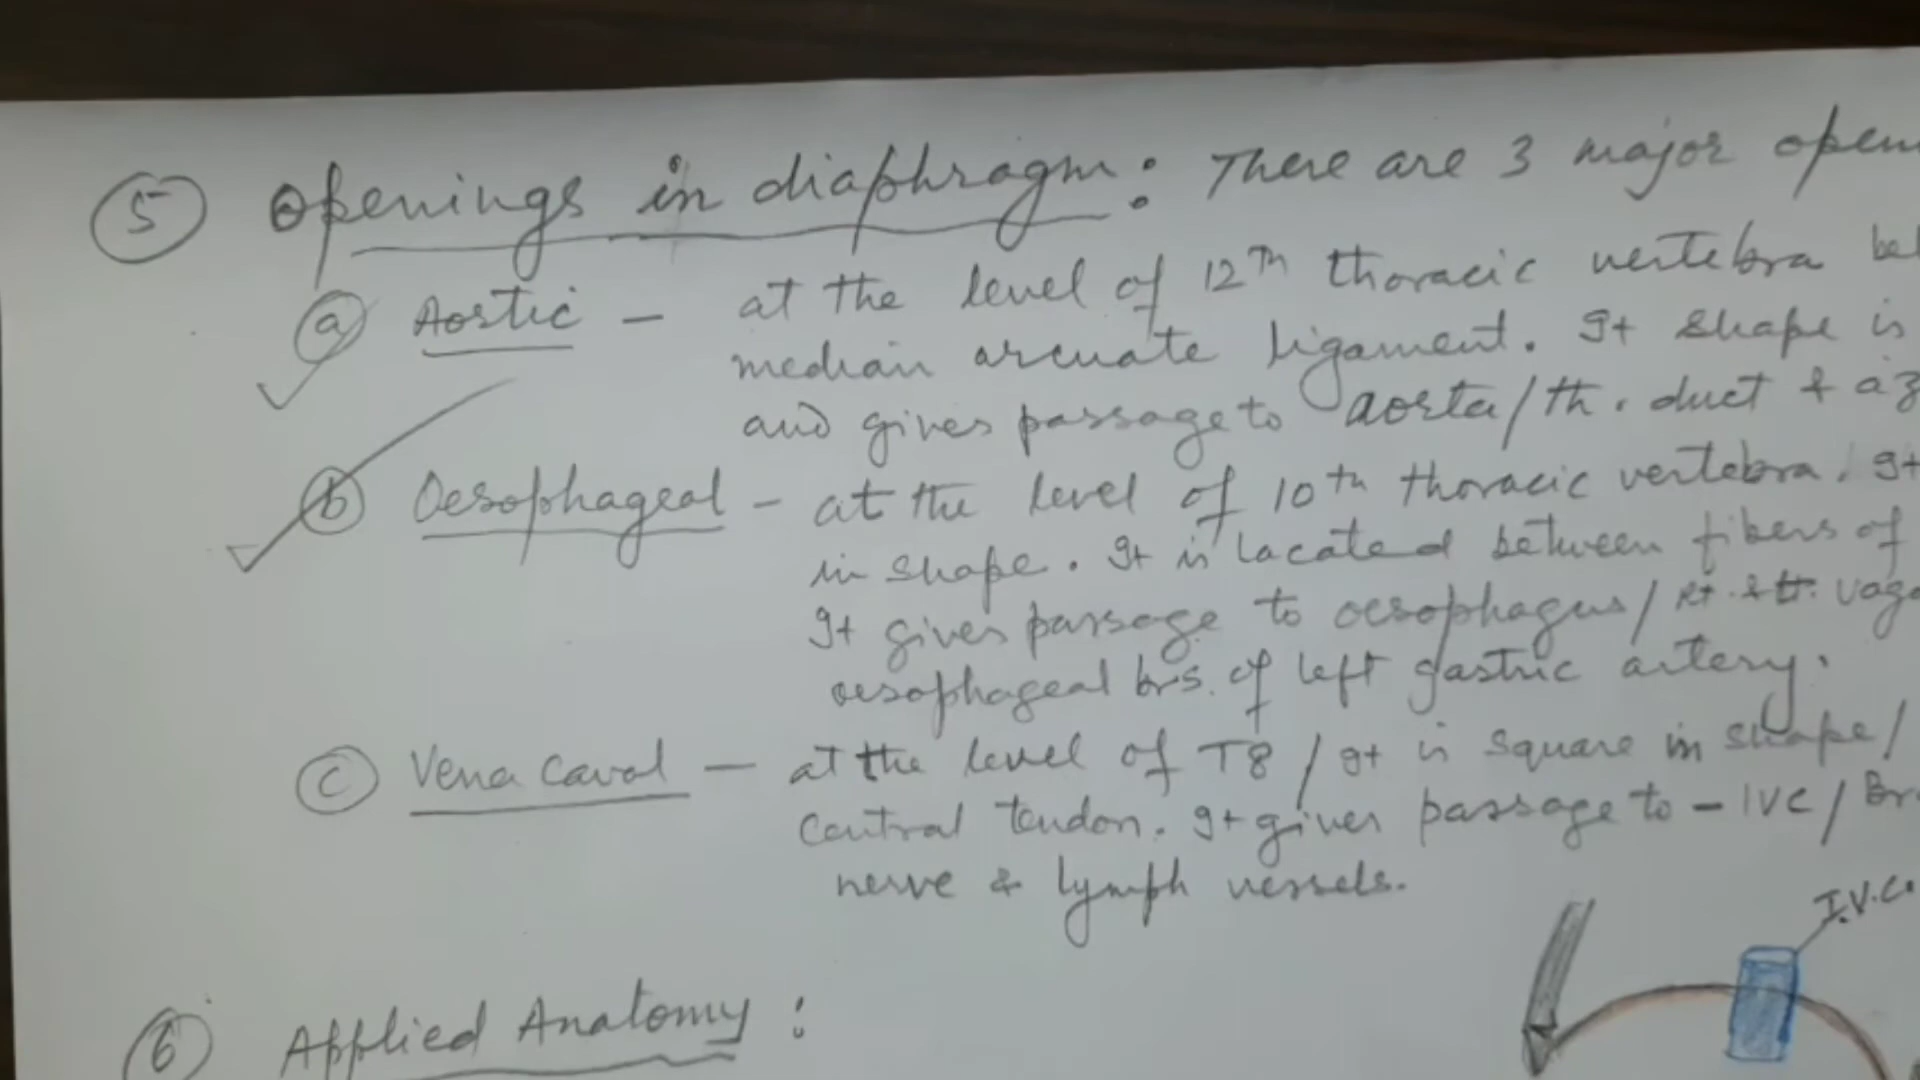 ⑤ Openings in diaphragm: There are 3 major open
ⓐ Aortic – at the level of 12th thoracic vertebra be
median arcuate ligament. It shape is
and gives passage to aorta/th. duct & az
ⓑ Oesophageal – at the level of 10th thoracic vertebra. It
in shape. It is lacated between fibers of
It gives passage to oesophagus/Rt. & lt. vag
oesophageal brs. of left gastric artery.
ⓒ Vena Caval – at the level of T8 / It is square in shape/
Central tendon. It gives passage to – IVC/Br
nerve & lymph vessels.
I.V.C.
⑥ Applied Anatomy: